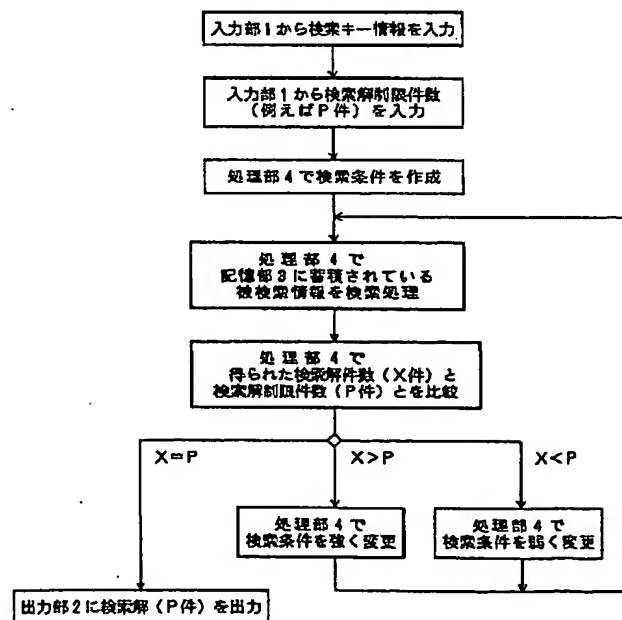 入力部1から検索キー情報を入力
入力部1から検索解制限件数
(例えばP件)を入力
処理部4で検索条件を作成
処理部4で
記憶部3に蓄積されている
被検索情報を検索処理
処理部4で
得られた検索解件数(X件)と
検索解制限件数(P件)とを比較
X=P
X>P
X<P
処理部4で
検索条件を強く変更
処理部4で
検索条件を弱く変更
出力部2に検索解(P件)を出力